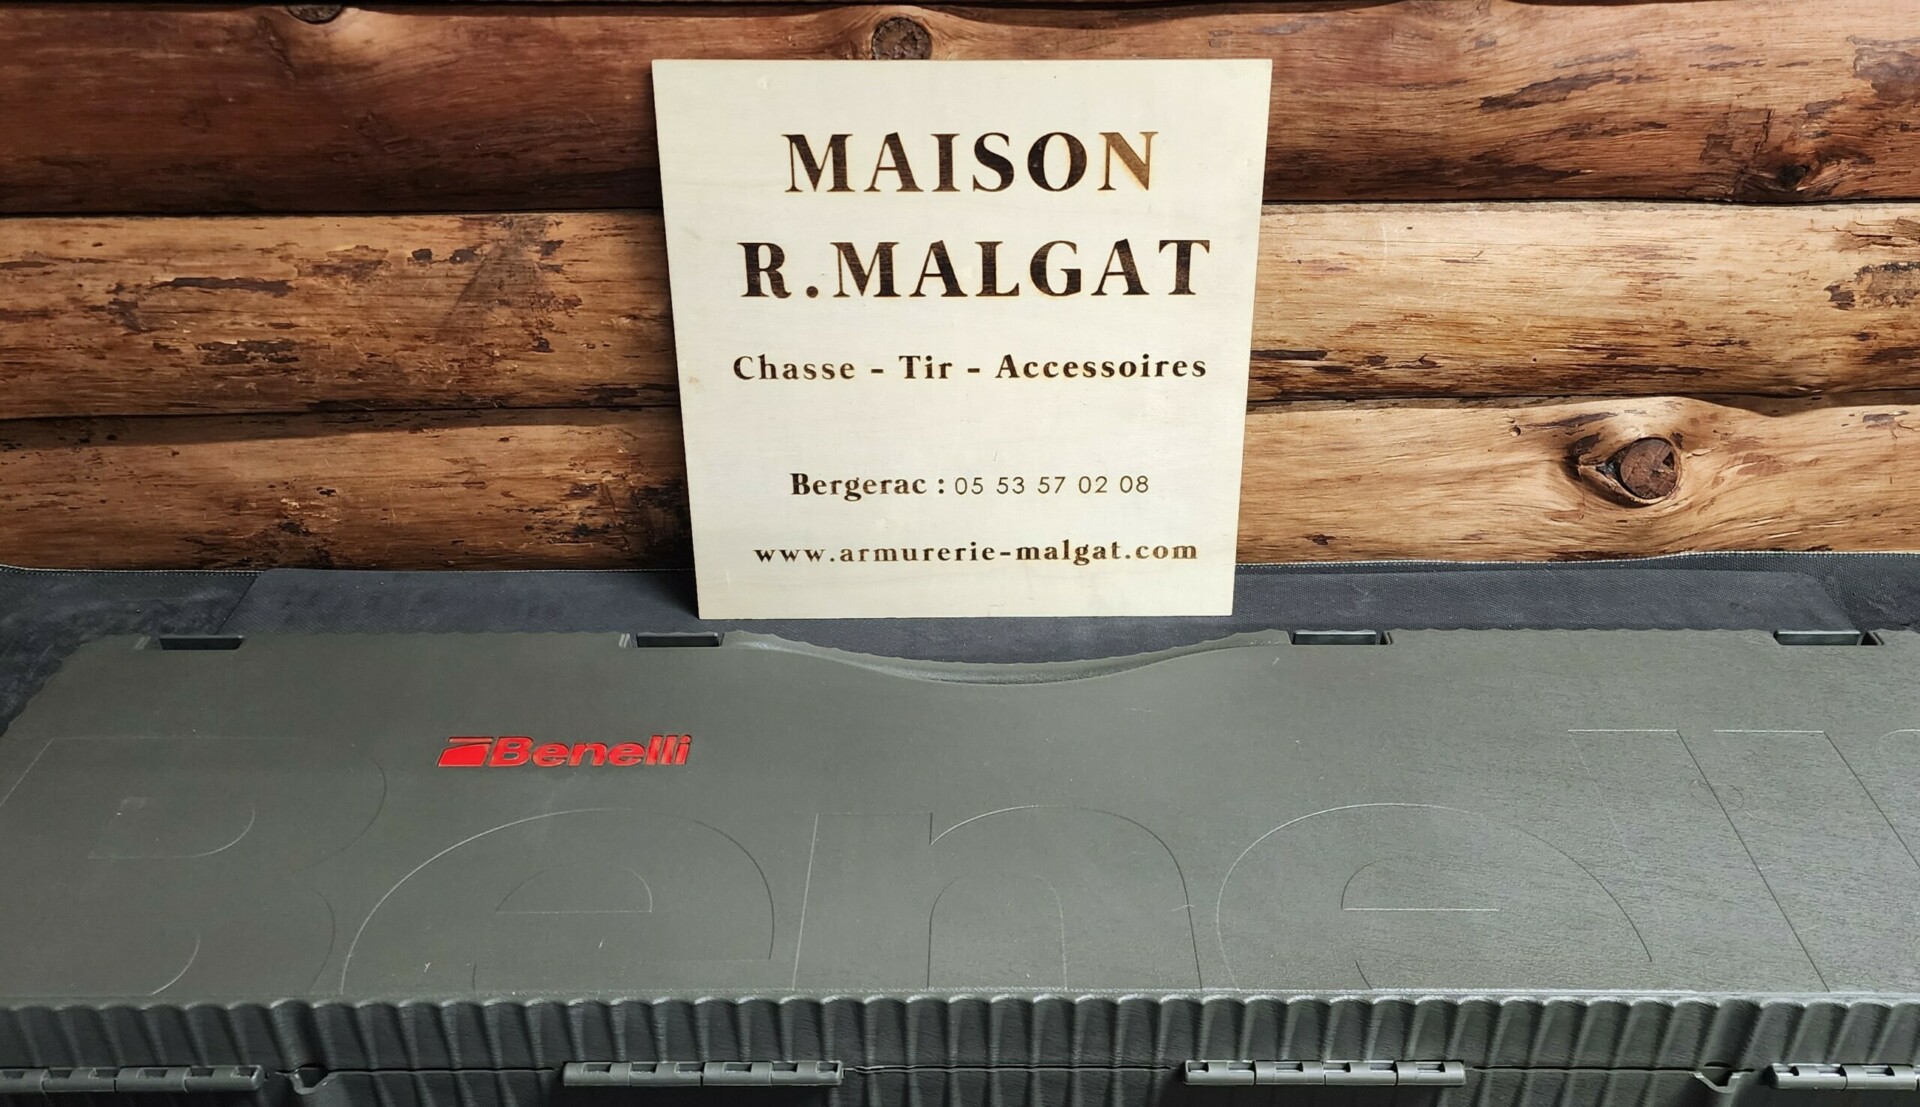 MAISON
R.MALGAT
Chasse - Tir - Accessoires
Bergerac : 05 53 57 02 08
www.armurerie-malgat.com
Benelli
Benelli